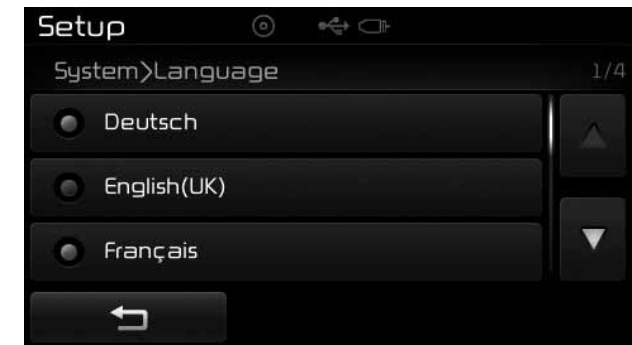 Setup
System>Language 1/4
Deutsch
English(UK)
Français